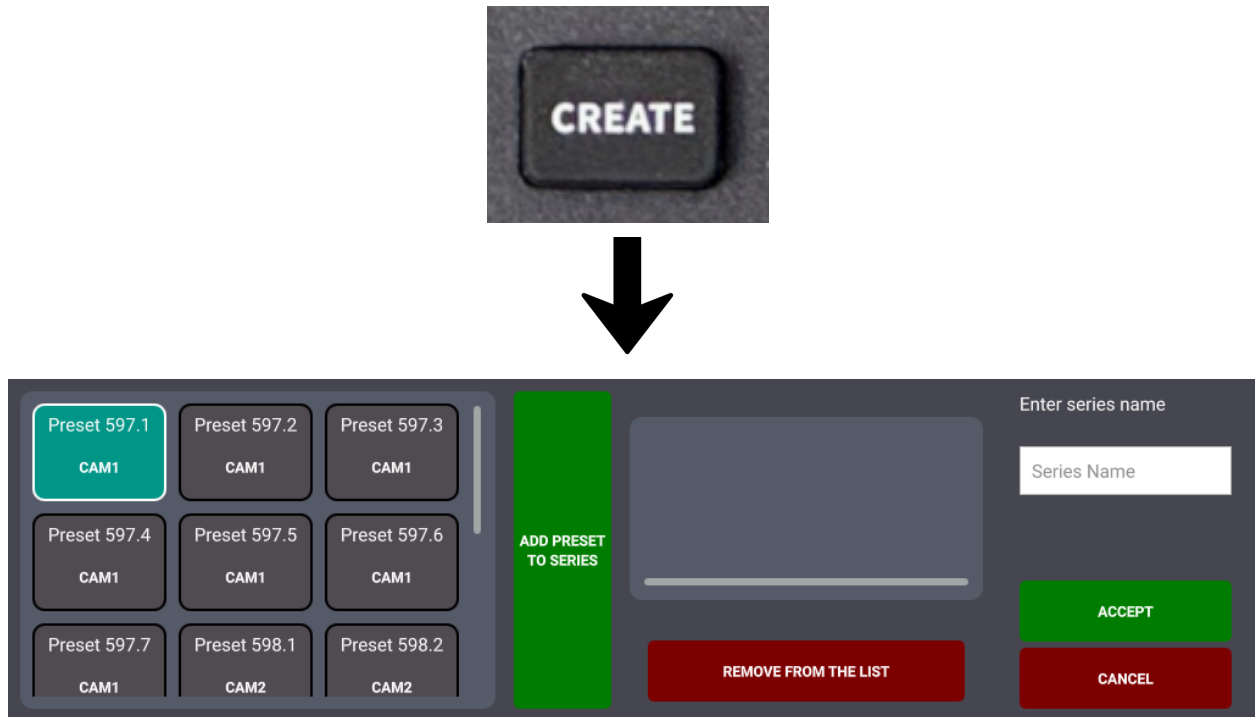 CREATE
Preset 597.1
CAM1
Preset 597.2
CAM1
Preset 597.3
CAM1
Preset 597.4
CAM1
Preset 597.5
CAM1
Preset 597.6
CAM1
Preset 597.7
CAM1
Preset 598.1
CAM2
Preset 598.2
CAM2
ADD PRESET
TO SERIES
REMOVE FROM THE LIST
Enter series name
Series Name
ACCEPT
CANCEL